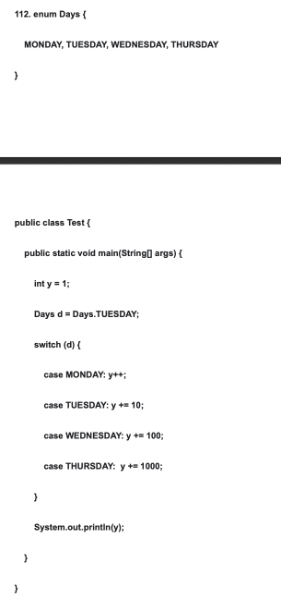 112. enum Days {
MONDAY, TUESDAY, WEDNESDAY, THURSDAY
}
public class Test {
public static void main(String[] args) {
int y = 1;
Days d = Days.TUESDAY;
switch (d) {
case MONDAY: y++;
case TUESDAY: y += 10;
case WEDNESDAY: y += 100;
case THURSDAY:  y += 1000;
}
System.out.println(y);
}
}